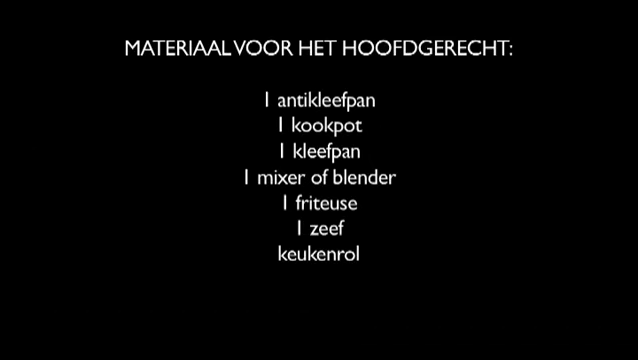 MATERIAAL VOOR HET HOOFDGERECHT:
1 antikleefpan
1 kookpot
1 kleefpan
1 mixer of blender
1 friteuse
1 zeef
keukenrol